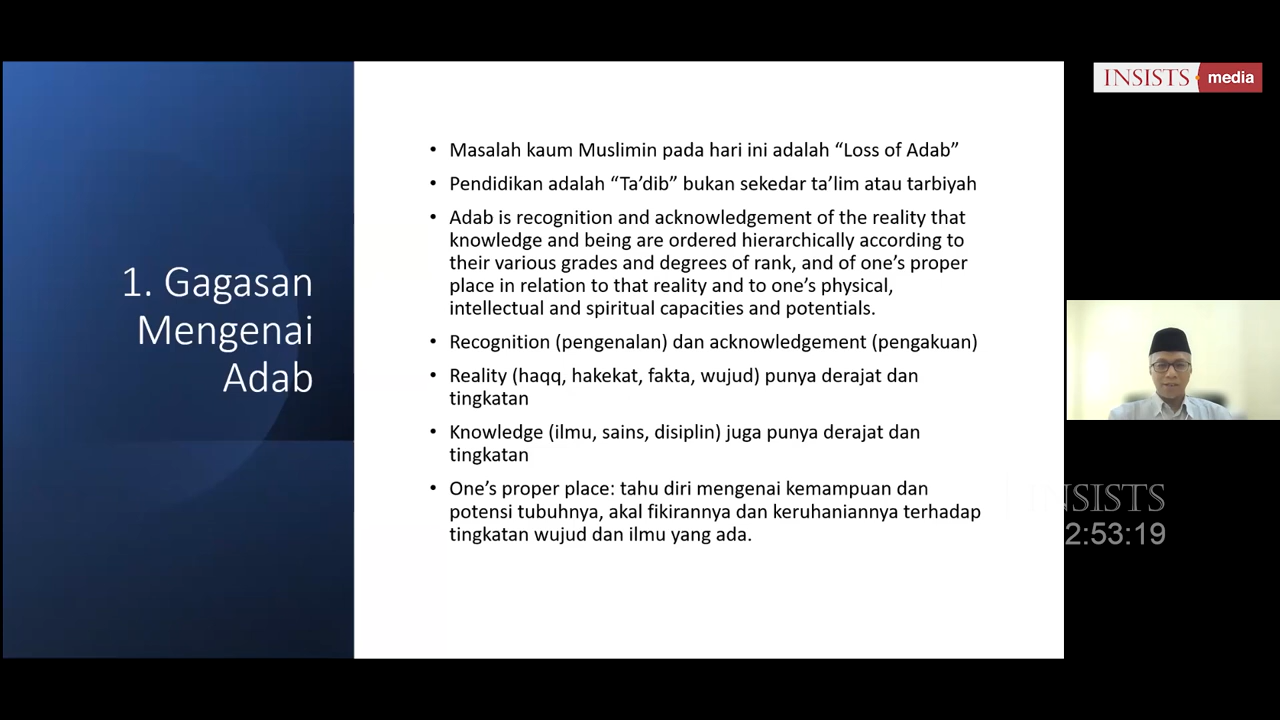 INSISTS media
1. Gagasan
Mengenai
Adab
• Masalah kaum Muslimin pada hari ini adalah “Loss of Adab”
• Pendidikan adalah “Ta’dib” bukan sekedar ta’lim atau tarbiyah
• Adab is recognition and acknowledgement of the reality that
knowledge and being are ordered hierarchically according to
their various grades and degrees of rank, and of one’s proper
place in relation to that reality and to one’s physical,
intellectual and spiritual capacities and potentials.
• Recognition (pengenalan) dan acknowledgement (pengakuan)
• Reality (haqq, hakekat, fakta, wujud) punya derajat dan
tingkatan
• Knowledge (ilmu, sains, disiplin) juga punya derajat dan
tingkatan
• One’s proper place: tahu diri mengenai kemampuan dan
potensi tubuhnya, akal fikirannya dan keruhaniannya terhadap
tingkatan wujud dan ilmu yang ada.
INSISTS
2:53:19